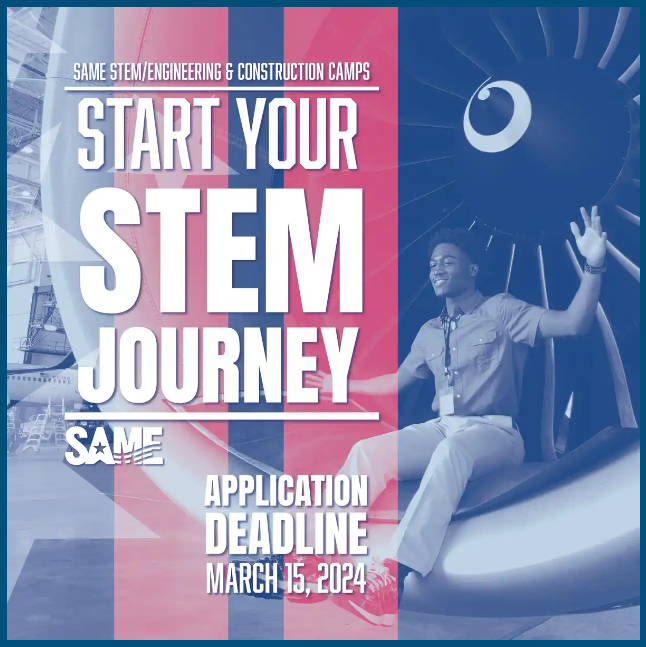 SAME STEM/ENGINEERING & CONSTRUCTION CAMPS
START YOUR
STEM
JOURNEY
SAME
APPLICATION
DEADLINE
MARCH 15, 2024